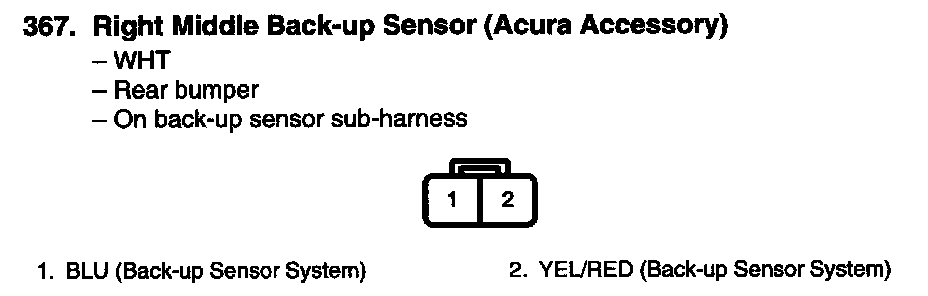 367. Right Middle Back-up Sensor (Acura Accessory)
– WHT
– Rear bumper
– On back-up sensor sub-harness
1 2
1. BLU (Back-up Sensor System) 2. YEL/RED (Back-up Sensor System)